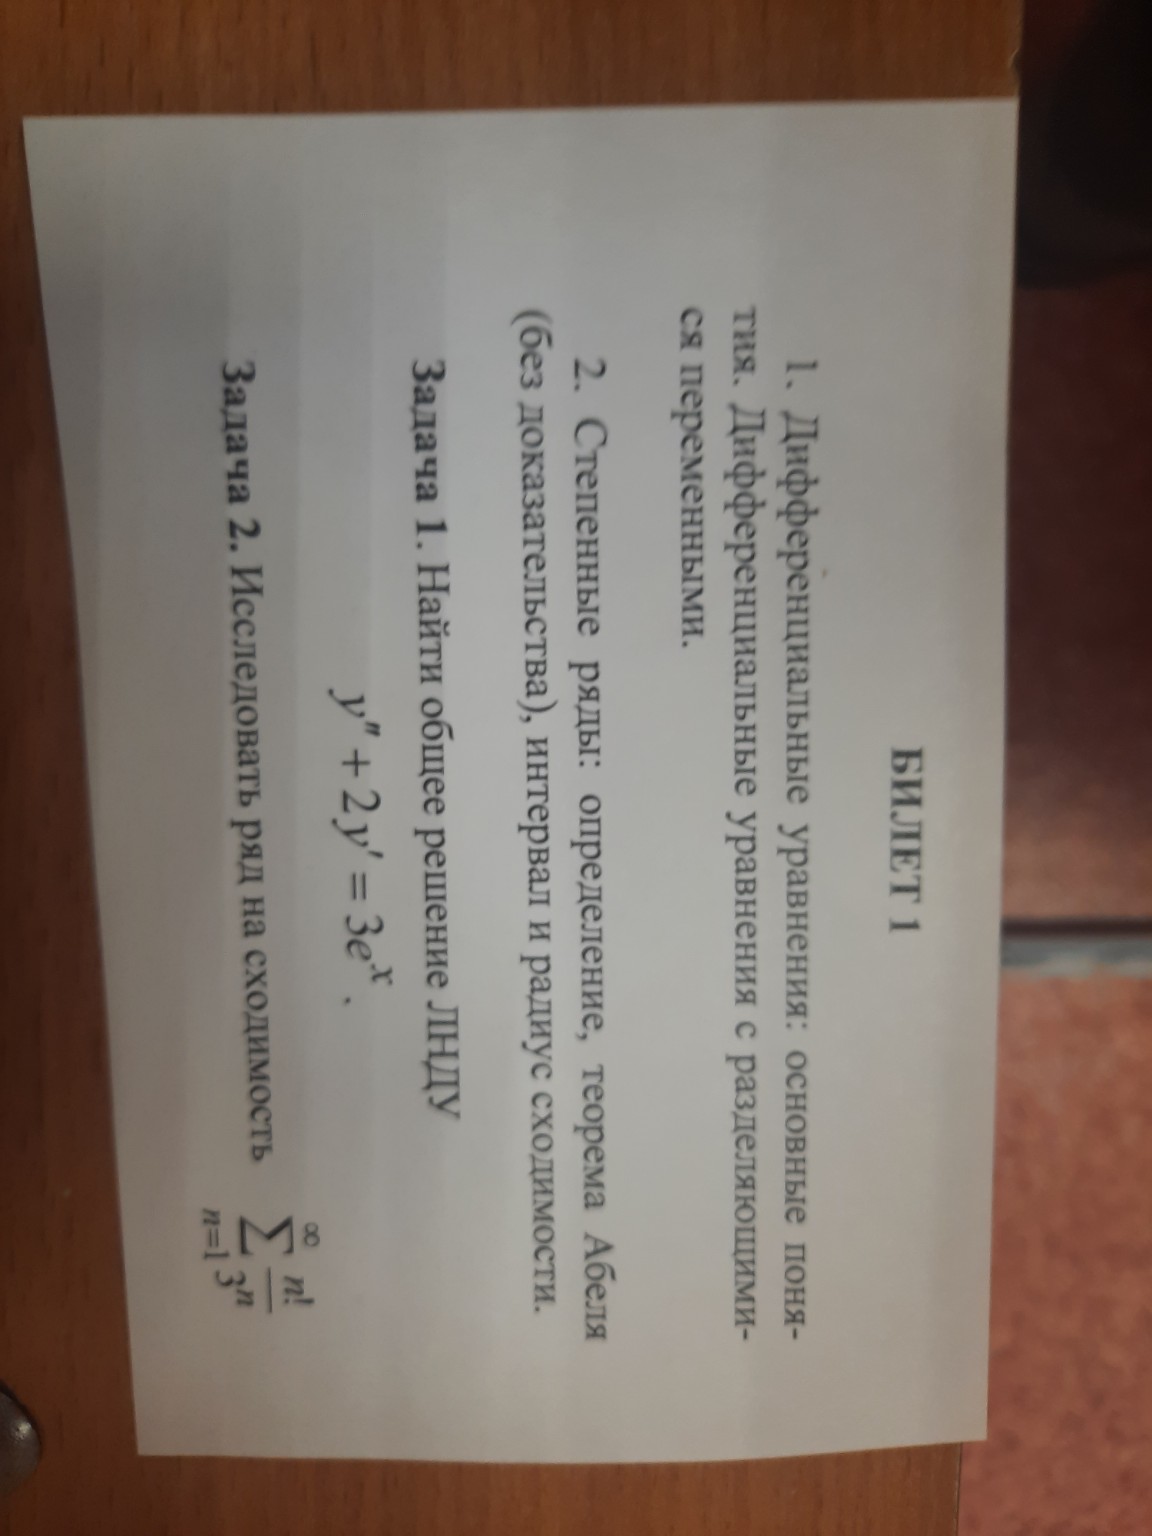 БИЛЕТ 1
1. Дифференциальные уравнения: основные поня-
тия. Дифференциальные уравнения с разделяющими-
ся переменными.
2. Степенные ряды: определение, теорема Абеля
(без доказательства), интервал и радиус сходимости.
Задача 1. Найти общее решение ЛНДУ
y″ + 2y′ = 3eˣ.
Задача 2. Исследовать ряд на сходимость ∑_{n=1}^{∞} n!/3ⁿ